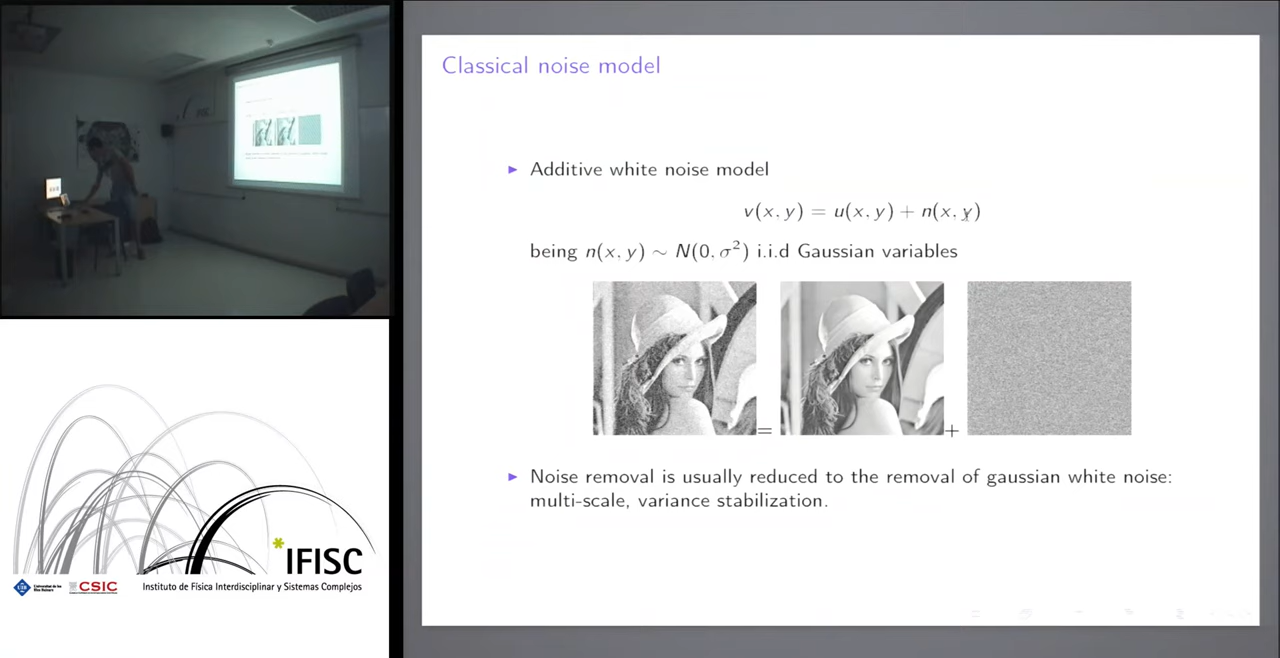 Classical noise model
► Additive white noise model
v(x, y) = u(x, y) + n(x, y)
being n(x, y) ∼ N(0, σ²) i.i.d Gaussian variables
= +
► Noise removal is usually reduced to the removal of gaussian white noise:
multi-scale, variance stabilization.
*IFISC
UIB
CSIC
Instituto de Física Interdisciplinar y Sistemas Complejos